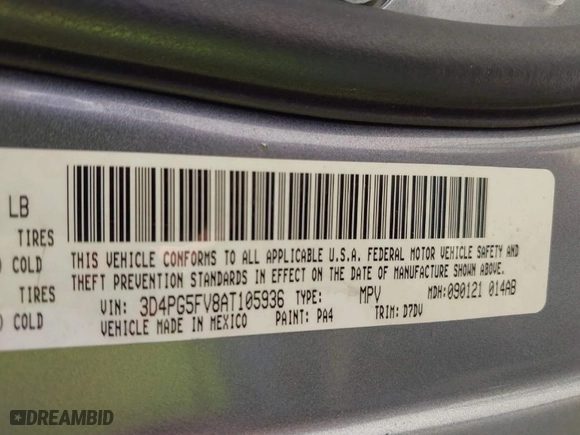 LB
TIRES
COLD
TIRES
COLD
THIS VEHICLE CONFORMS TO ALL APPLICABLE U.S.A. FEDERAL MOTOR VEHICLE SAFETY AND
THEFT PREVENTION STANDARDS IN EFFECT ON THE DATE OF MANUFACTURE SHOWN ABOVE.
VIN: 3D4PG5FV8AT105936 TYPE: MPV MDH:090121 014AB
VEHICLE MADE IN MEXICO PAINT: PA4 TRIM: D7DV
DREAMBID